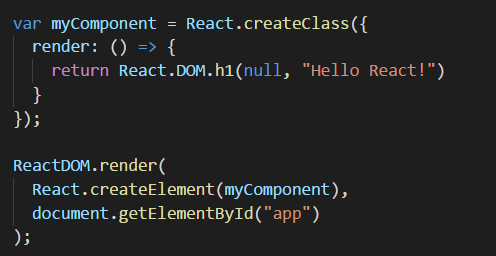 var myComponent = React.createClass({
  render: () => {
    return React.DOM.h1(null, "Hello React!")
  }
});

ReactDOM.render(
  React.createElement(myComponent),
  document.getElementById("app")
);